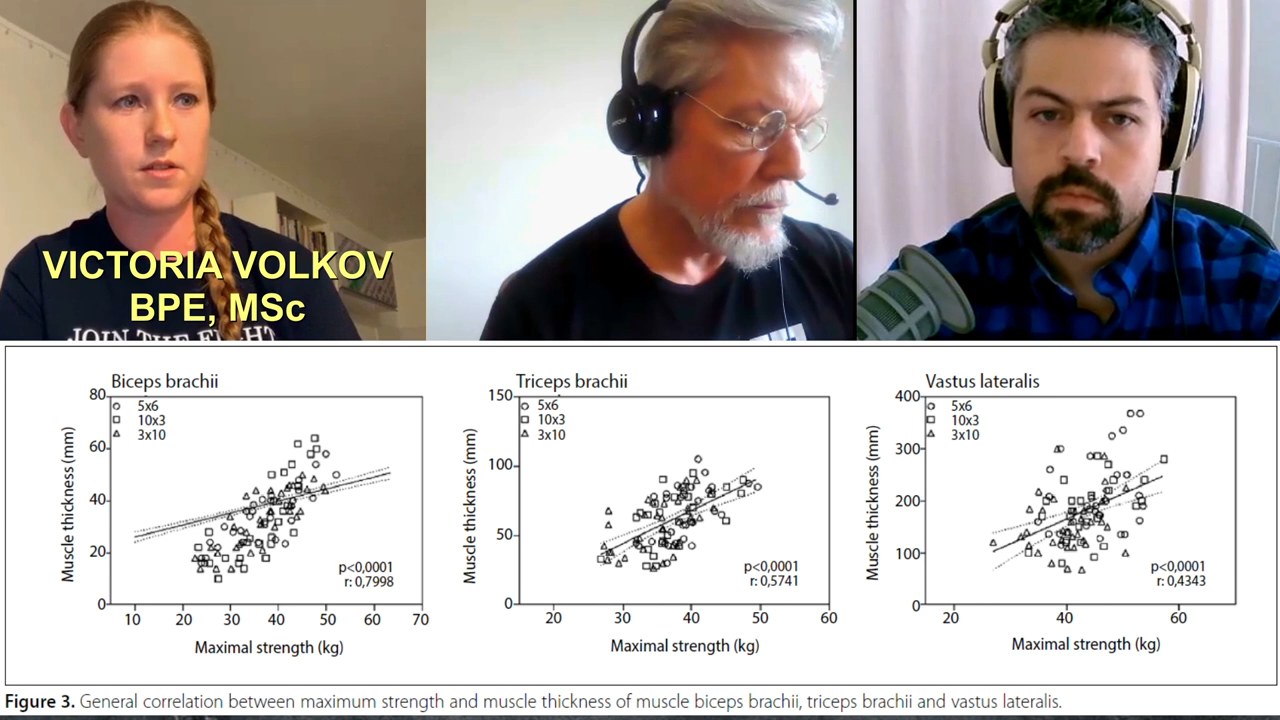 VICTORIA VOLKOV
BPE, MSc
JOIN THE FIGHT
Biceps brachii
80
60
40
20
0
5x6
10x3
3x10
Muscle thickness (mm)
p<0,0001
r: 0,7998
10 20 30 40 50 60 70
Maximal strength (kg)
Triceps brachii
150
100
50
0
5x6
10x3
3x10
Muscle thickness (mm)
p<0,0001
r: 0,5741
20 30 40 50 60
Maximal strength (kg)
Vastus lateralis
400
300
200
100
0
5x6
10x3
3x10
Muscle thickness (mm)
p<0,0001
r: 0,4343
20 40 60
Maximal strength (kg)
Figure 3. General correlation between maximum strength and muscle thickness of muscle biceps brachii, triceps brachii and vastus lateralis.